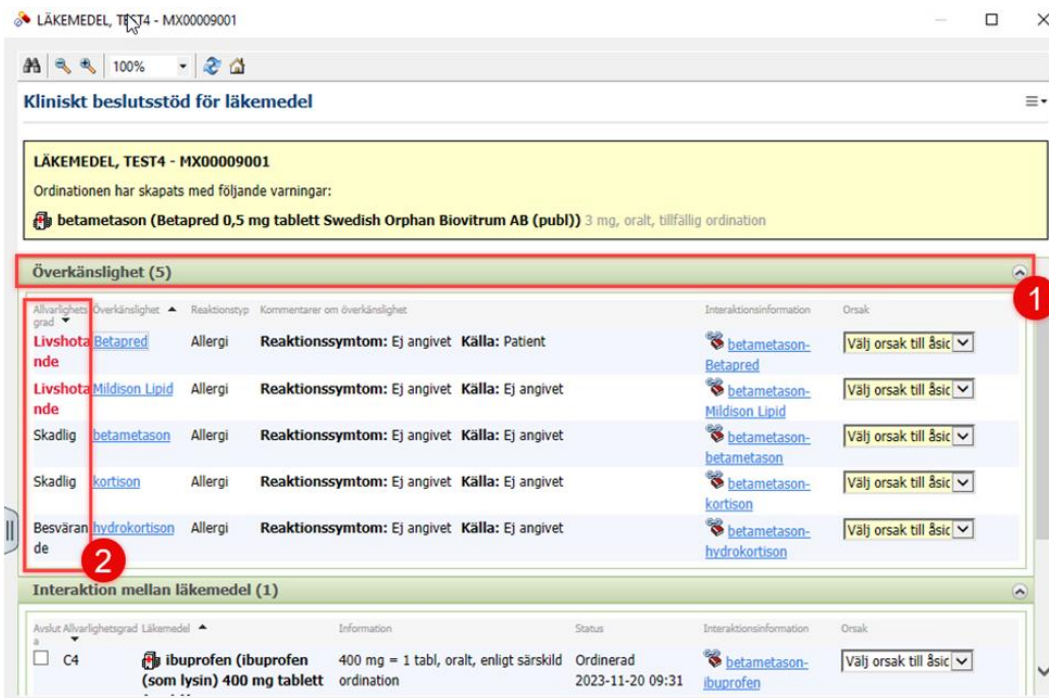 LÄKEMEDEL, TEST4 - MX00009001
100%
Kliniskt beslutsstöd för läkemedel
LÄKEMEDEL, TEST4 - MX00009001
Ordinationen har skapats med följande varningar:
betametason (Betapred 0,5 mg tablett Swedish Orphan Biovitrum AB (publ)) 3 mg, oralt, tillfällig ordination
Överkänslighet (5)
1
Allvarlighets Överkänslighet Reaktionstyp Kommentarer om överkänslighet Interaktionsinformation Orsak
grad
Livshota Betapred Allergi Reaktionssymtom: Ej angivet Källa: Patient betametason- Välj orsak till åsic
nde Betapred
Livshota Mildison Lipid Allergi Reaktionssymtom: Ej angivet Källa: Ej angivet betametason- Välj orsak till åsic
nde Mildison Lipid
Skadlig betametason Allergi Reaktionssymtom: Ej angivet Källa: Ej angivet betametason- Välj orsak till åsic
betametason
Skadlig kortison Allergi Reaktionssymtom: Ej angivet Källa: Ej angivet betametason- Välj orsak till åsic
kortison
Besväran hydrokortison Allergi Reaktionssymtom: Ej angivet Källa: Ej angivet betametason- Välj orsak till åsic
de hydrokortison
2
Interaktion mellan läkemedel (1)
Avslut Allvarlighetsgrad Läkemedel Information Status Interaktionsinformation Orsak
a
C4 ibuprofen (ibuprofen 400 mg = 1 tabl, oralt, enligt särskild Ordinerad betametason- Välj orsak till åsic
(som lysin) 400 mg tablett ordination 2023-11-20 09:31 ibuprofen